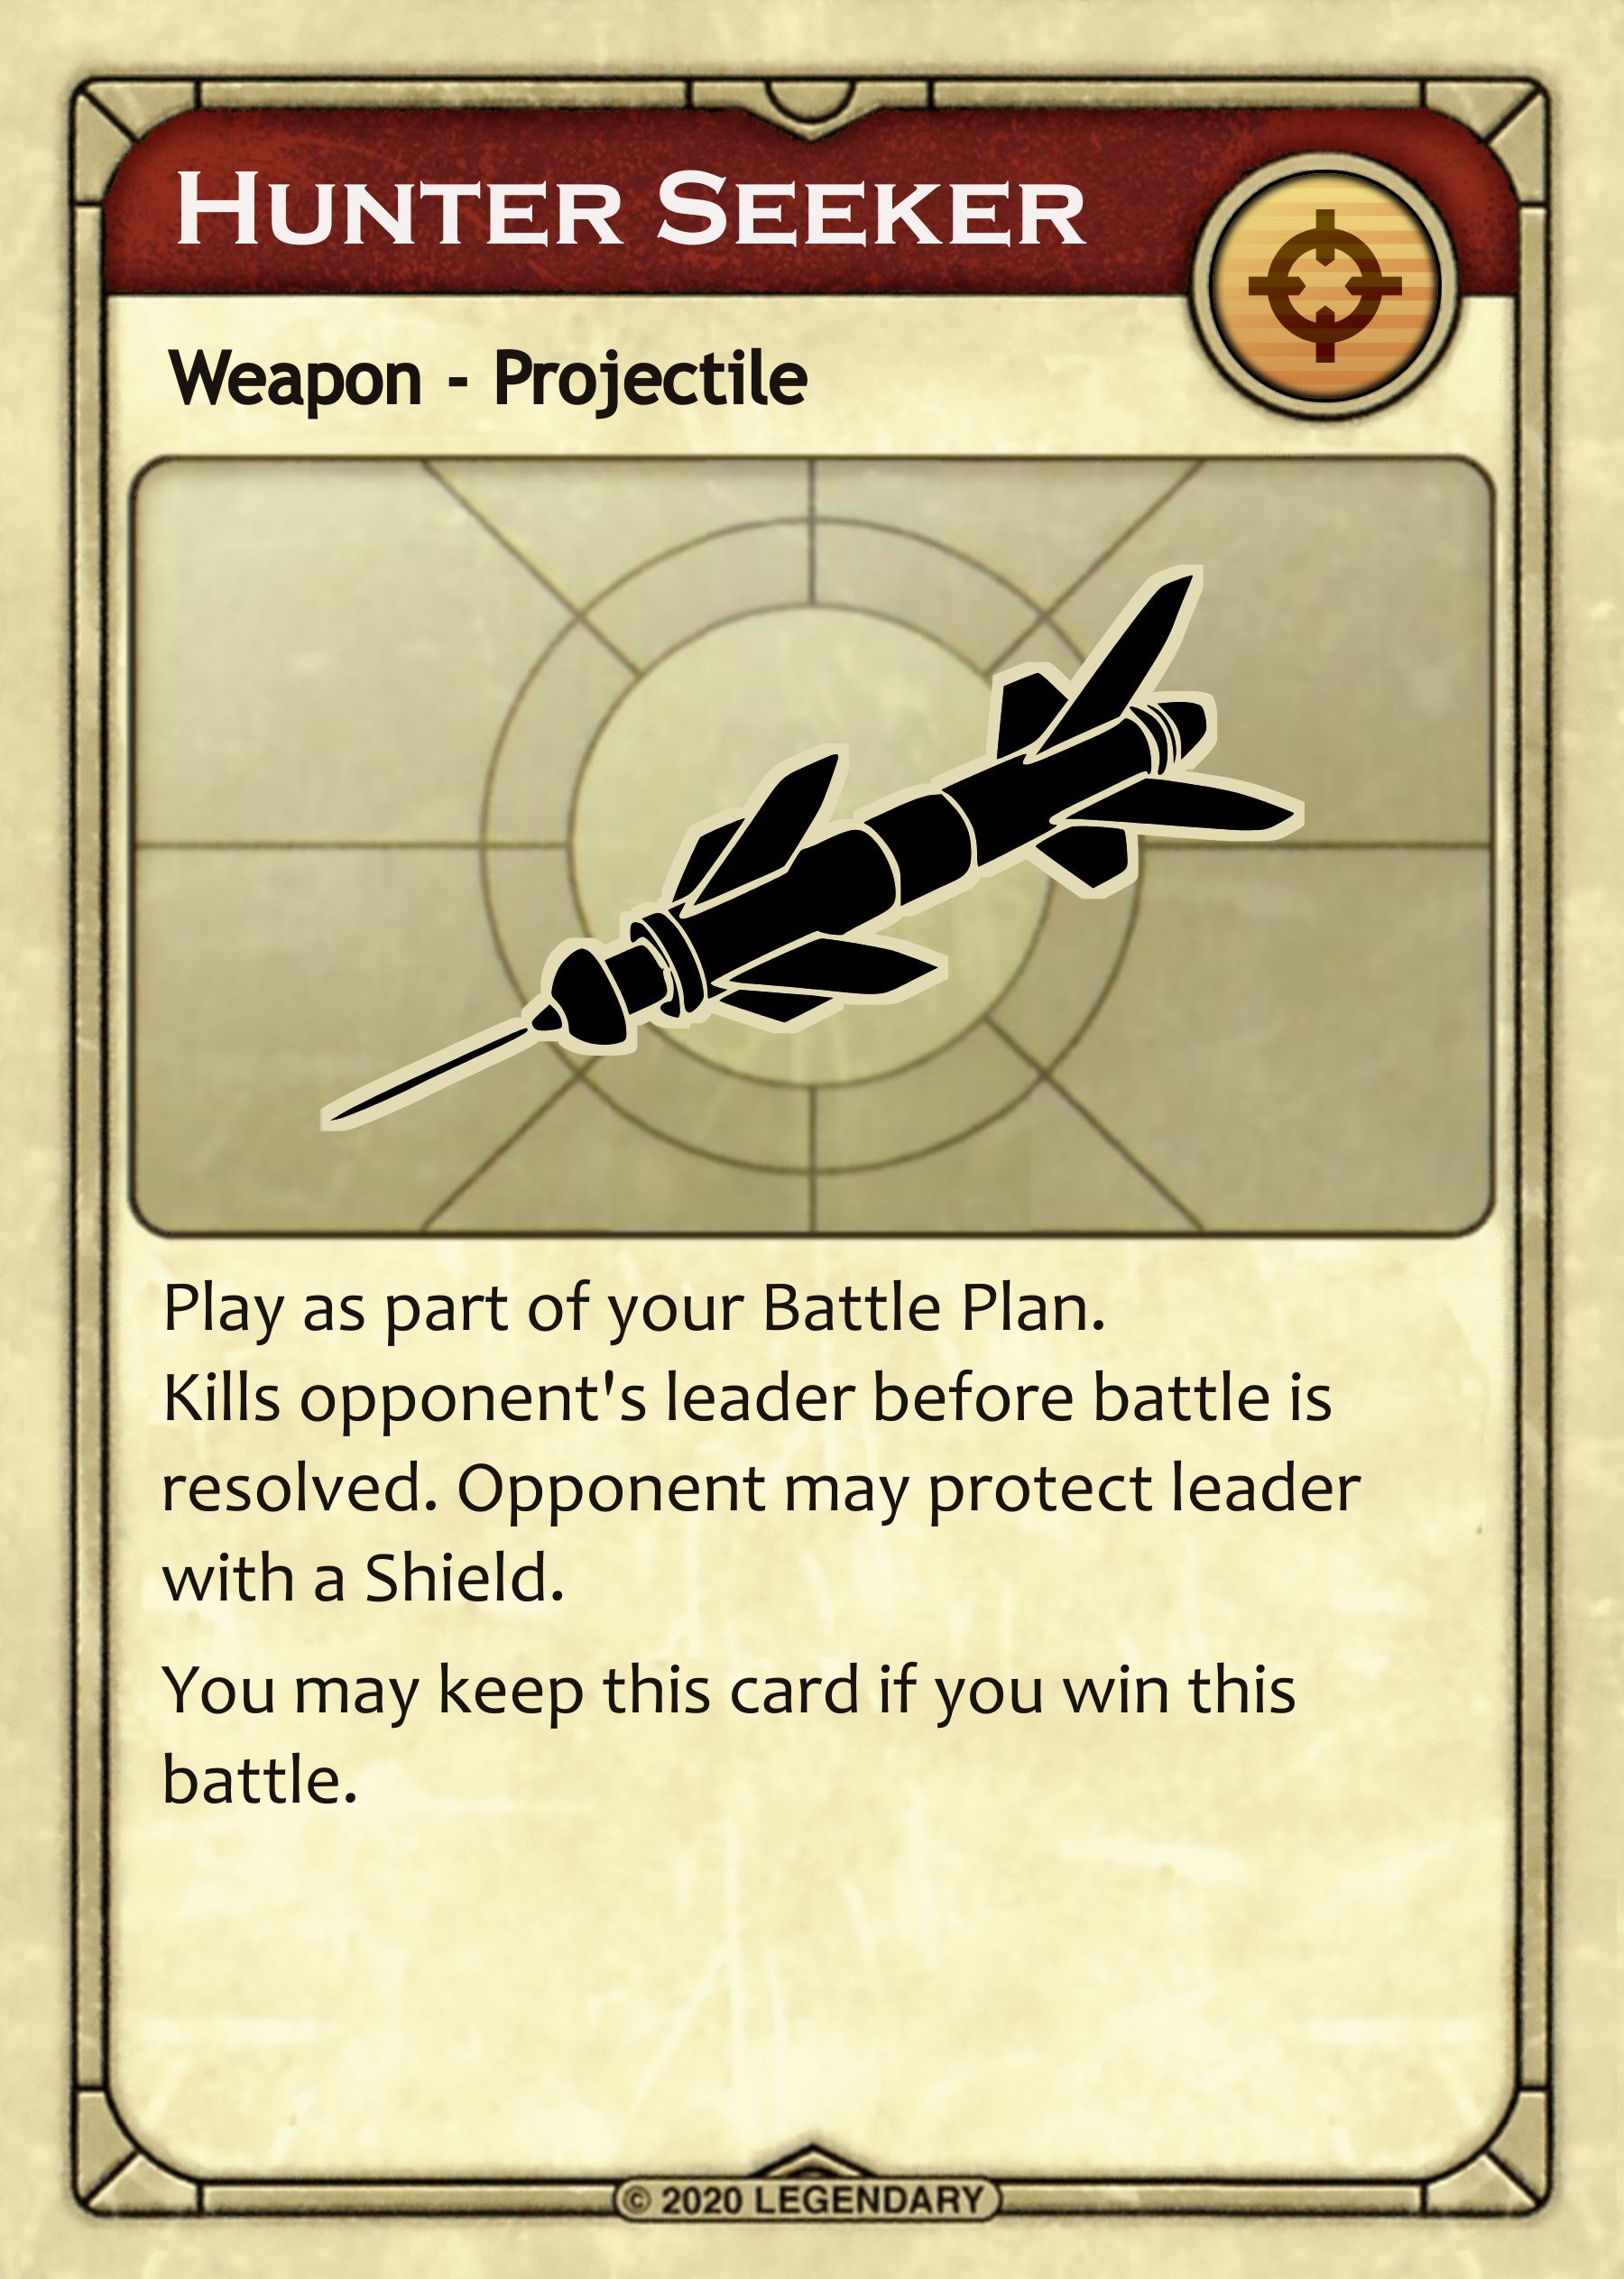 Hunter Seeker
Weapon - Projectile
Play as part of your Battle Plan.
Kills opponent's leader before battle is
resolved. Opponent may protect leader
with a Shield.
You may keep this card if you win this
battle.
© 2020 LEGENDARY